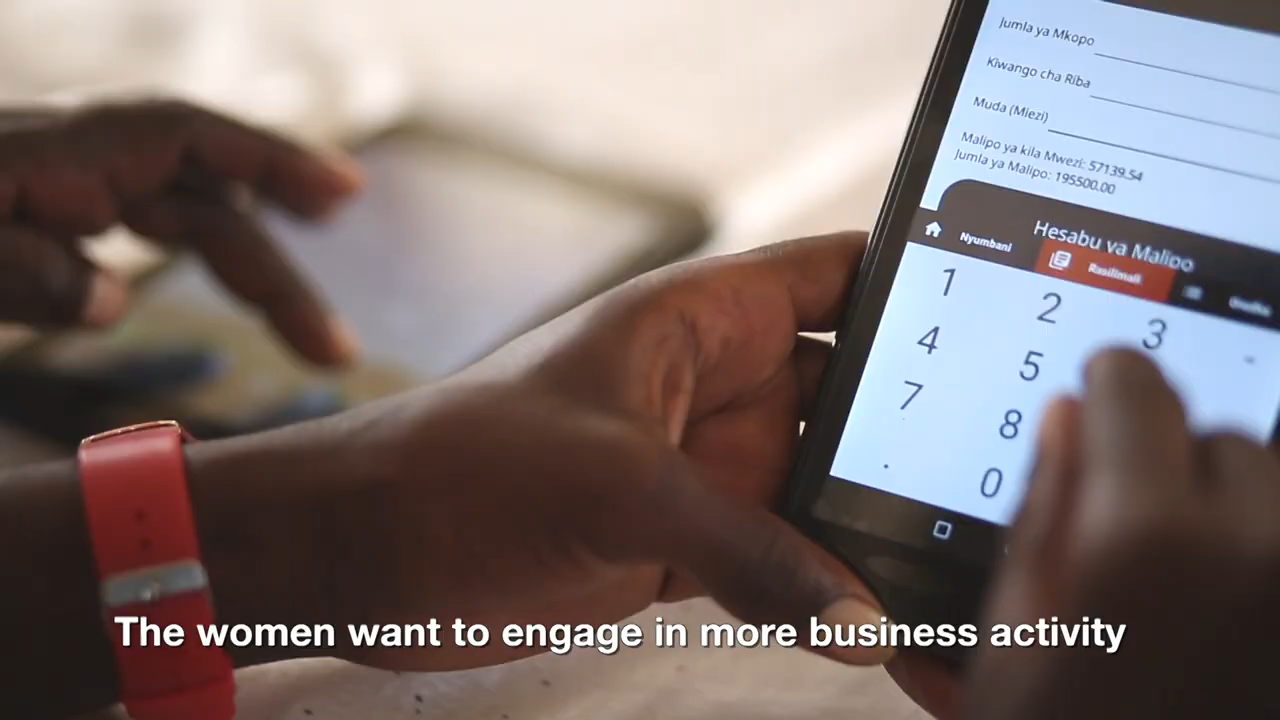 Jumla ya Mkopo
Kiwango cha Riba
Muda (Miezi)
Malipo ya kila Mwezi: 57139.54
Jumla ya Malipo: 195500.00
Hesabu ya Malipo
Nyumbani
Rasilimali
1 2 3 -
4 5
7 8
. 0
The women want to engage in more business activity